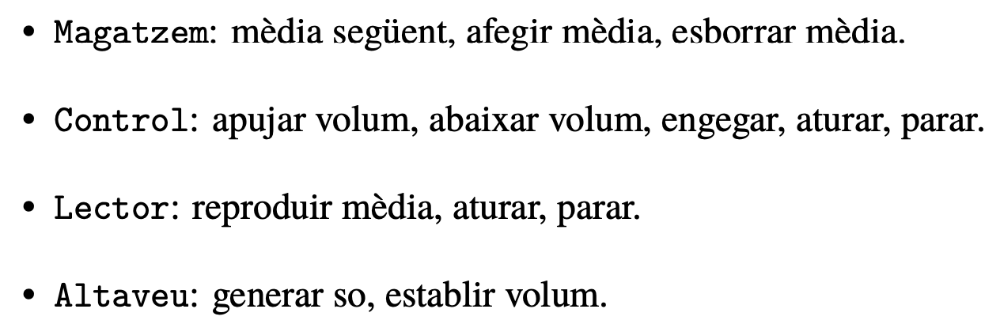 • Magatzem: mèdia següent, afegir mèdia, esborrar mèdia.
• Control: apujar volum, abaixar volum, engegar, aturar, parar.
• Lector: reproduir mèdia, aturar, parar.
• Altaveu: generar so, establir volum.